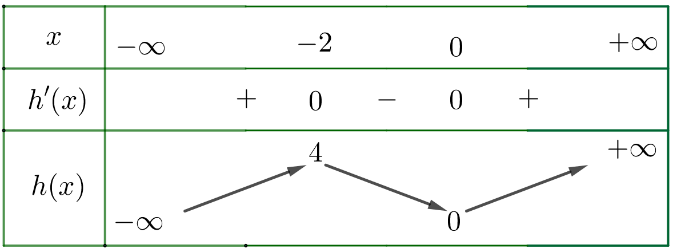 x −∞ −2 0 +∞
h′(x) + 0 − 0 +
4 +∞
h(x)
−∞ 0